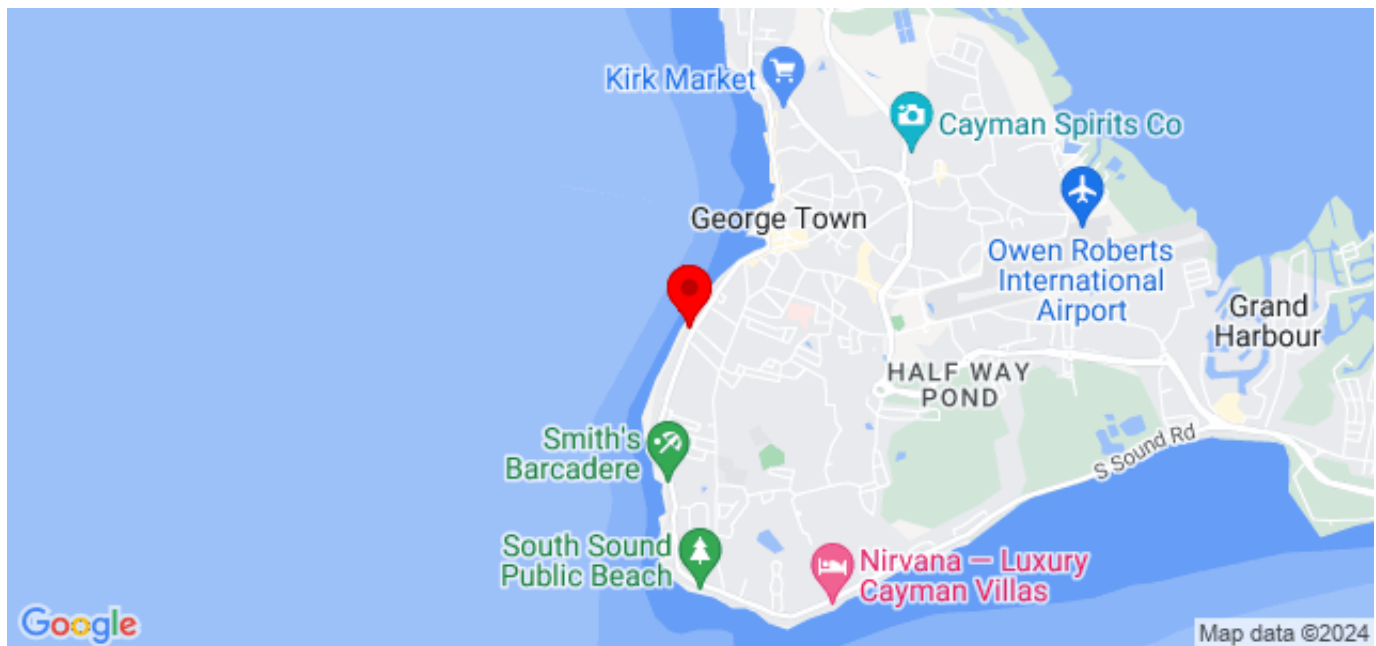 Kirk Market
Cayman Spirits Co
George Town
Owen Roberts
International
Airport
Grand
Harbour
HALF WAY
POND
Smith's
Barcadere
S Sound Rd
South Sound
Public Beach
Nirvana — Luxury
Cayman Villas
Google
Map data ©2024